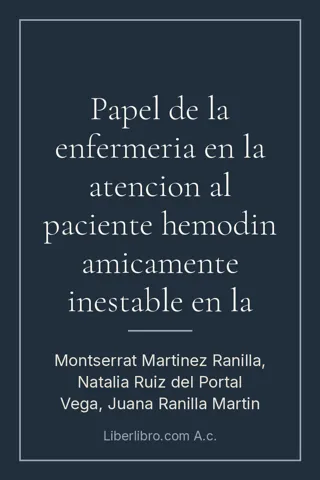 Papel de la
enfermeria en la
atencion al
paciente hemodin
amicamente
inestable en la
Montserrat Martinez Ranilla,
Natalia Ruiz del Portal
Vega, Juana Ranilla Martin
Liberlibro.com A.c.